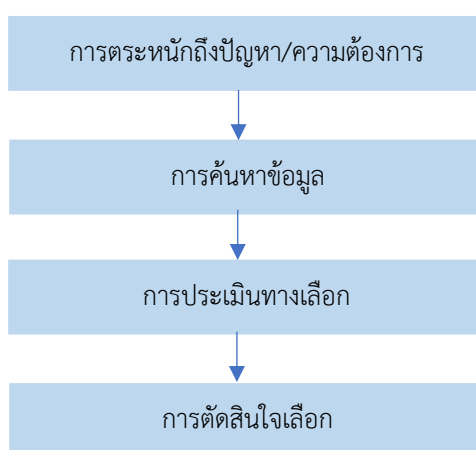 การตระหนักถึงปัญหา/ความต้องการ
การค้นหาข้อมูล
การประเมินทางเลือก
การตัดสินใจเลือก